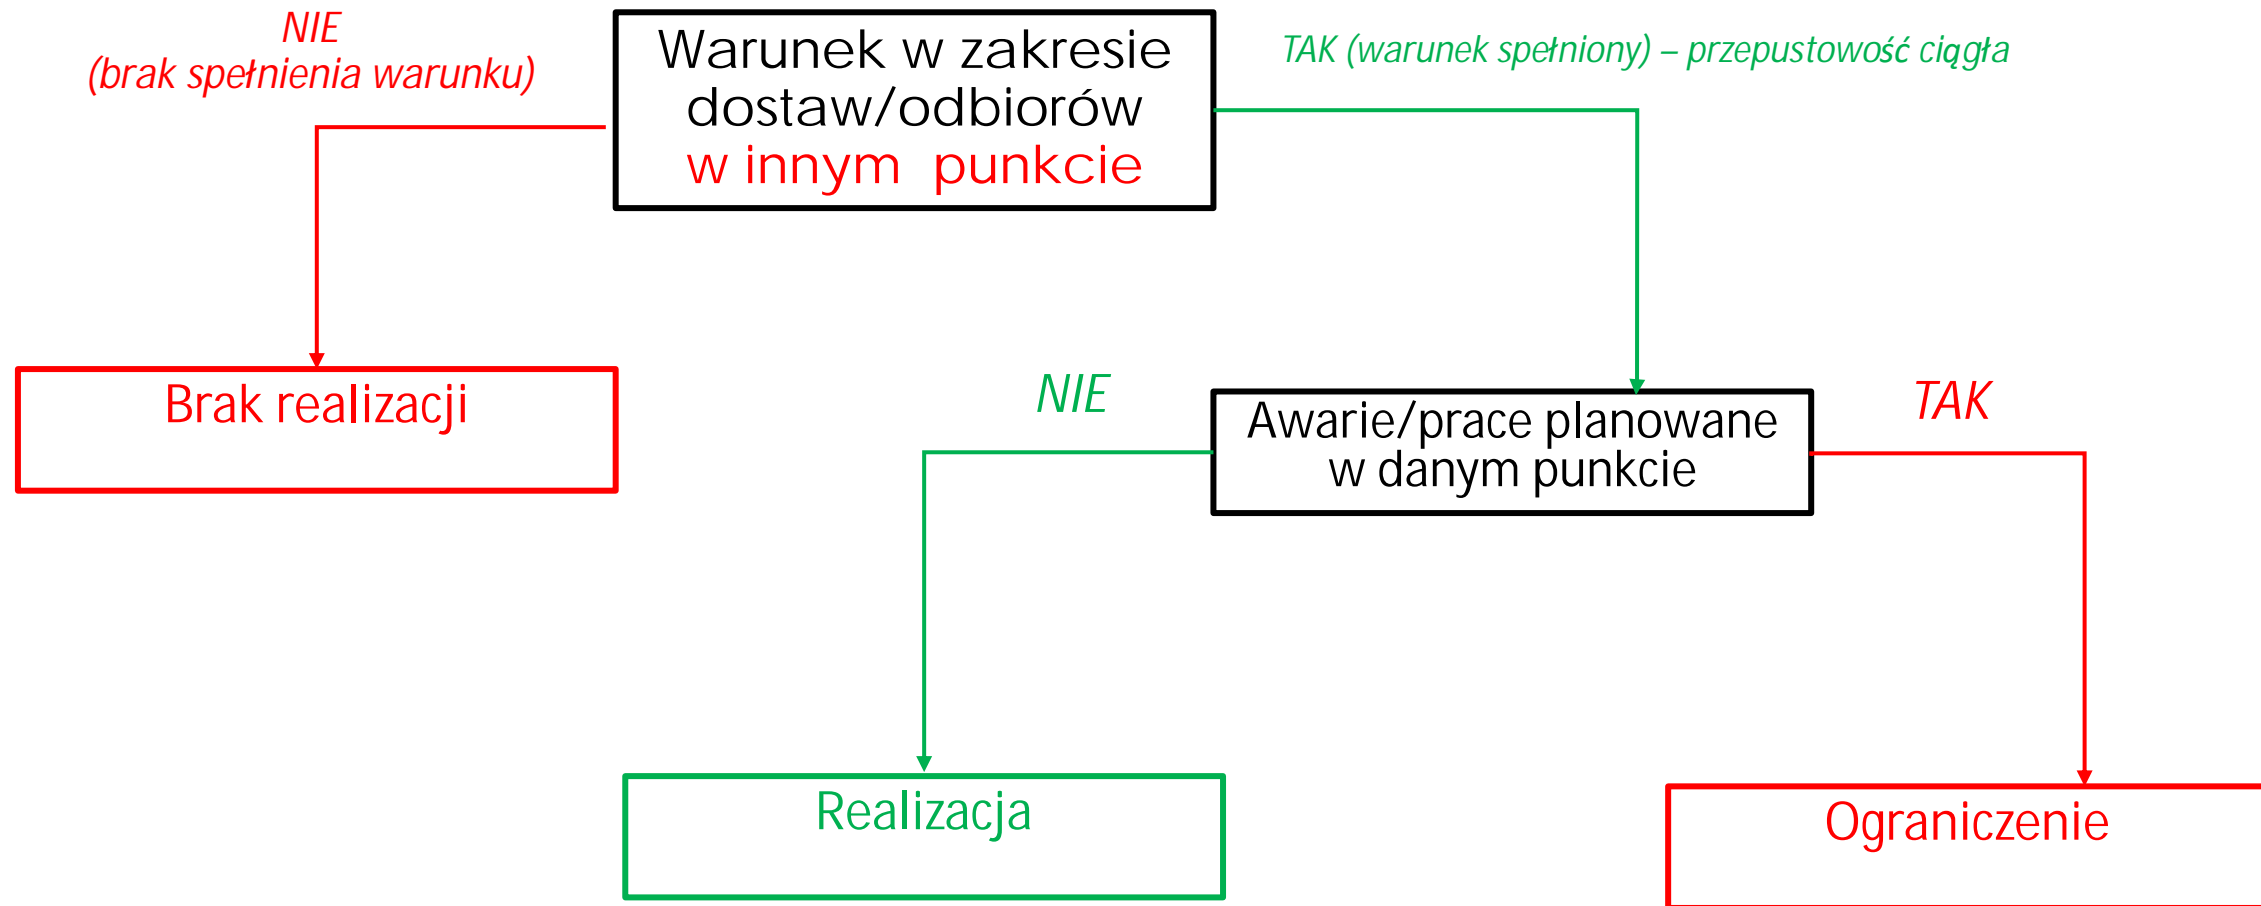 NIE
(brak spełnienia warunku)
Warunek w zakresie
dostaw/odbiorów
w innym punkcie
TAK (warunek spełniony) – przepustowość ciągła
Brak realizacji
NIE
Awarie/prace planowane
w danym punkcie
TAK
Realizacja
Ograniczenie